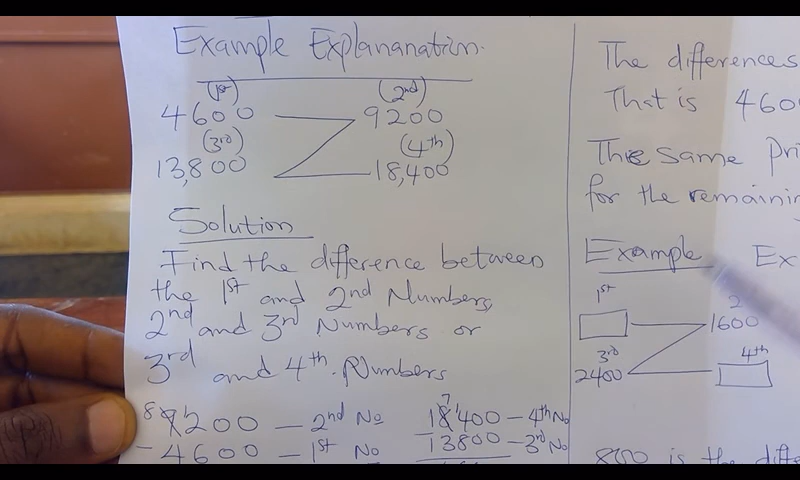 Example Explananation.
(1st) (2nd)
4600 9200
(3rd) (4th)
13,800 18,400
Solution
Find the difference between
the 1st and 2nd Numbers,
2nd and 3rd Numbers or
3rd and 4th Numbers
9200 – 2nd No
- 4600 – 1st No
18400 – 4th No
13800 – 3rd No
The differences
That is 460
The same Pri
for the remaining
Example Ex
1st 2
1600
3rd 4th
2400
800 is the diff